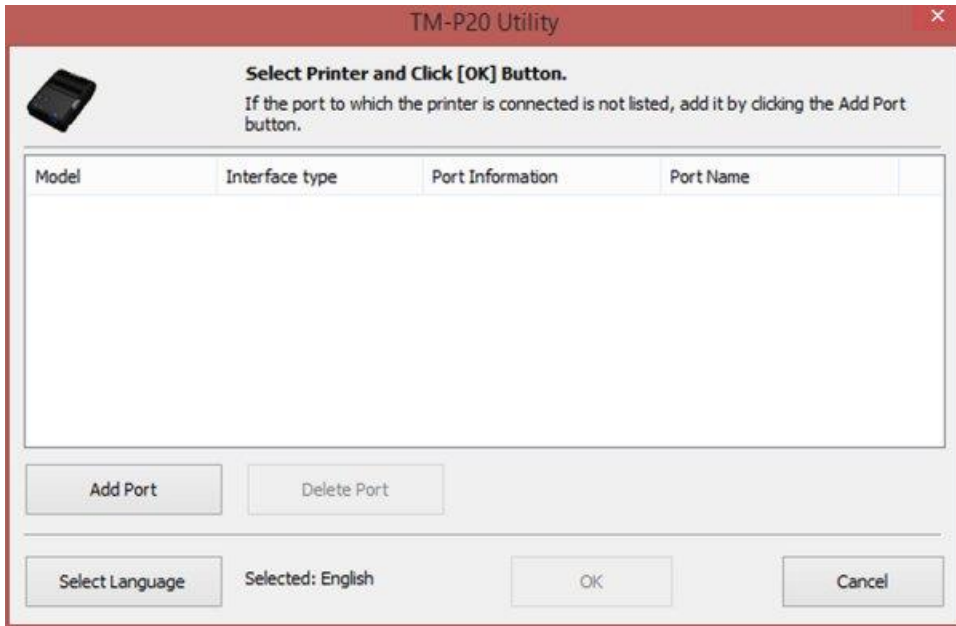 TM-P20 Utility
Select Printer and Click [OK] Button.
If the port to which the printer is connected is not listed, add it by clicking the Add Port
button.
Model Interface type Port Information Port Name
Add Port Delete Port
Select Language Selected: English OK Cancel